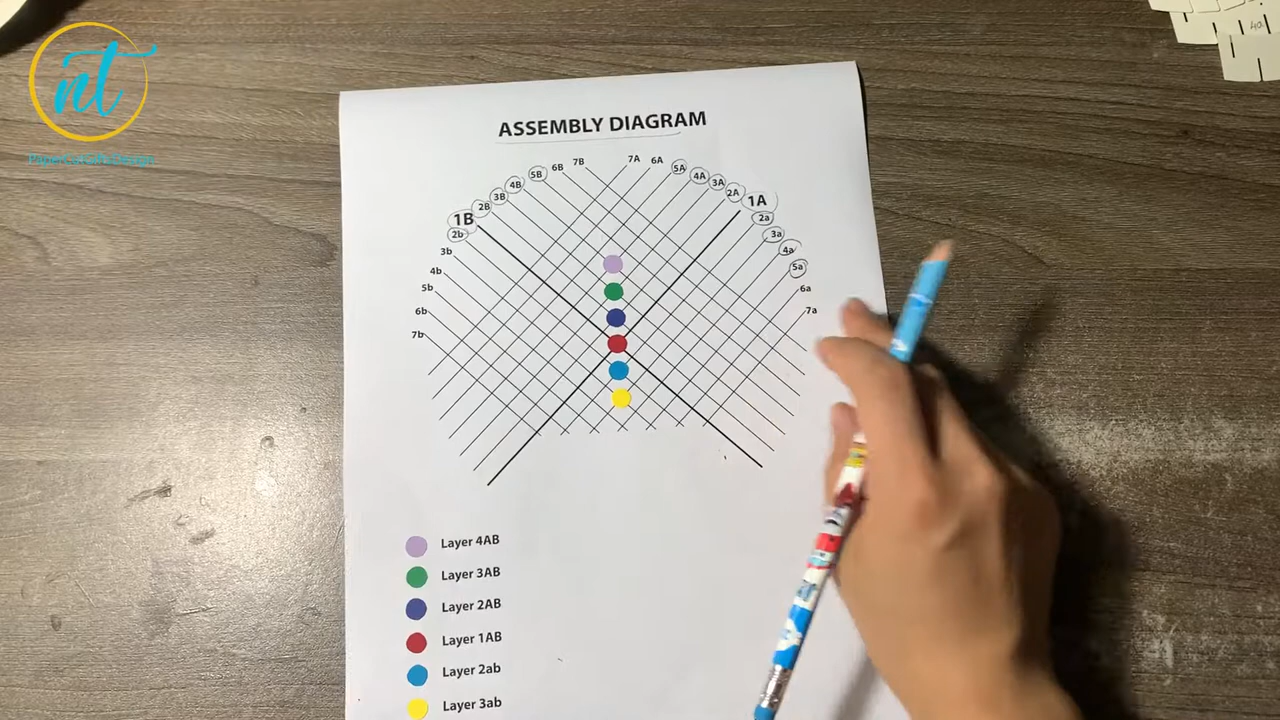 nt
ASSEMBLY DIAGRAM
7B 7A
6B 6A
5B 5A
4B 4A
3B 3A
2B 2A
1B 1A
2b 2a
3b 3a
4b 4a
5b 5a
6b 6a
7b 7a
Layer 4AB
Layer 3AB
Layer 2AB
Layer 1AB
Layer 2ab
Layer 3ab